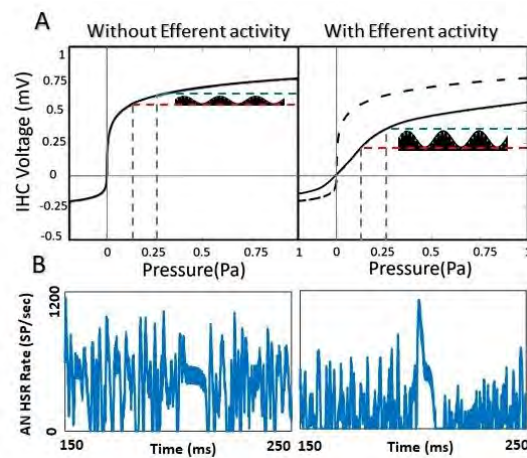 A
Without Efferent activity
With Efferent activity
IHC Voltage (mV)
1
0.75
0.5
0.25
0
-0.25
-0.5
0 0.25 0.5 0.75
0 0.25 0.5 0.75 1
Pressure(Pa)
Pressure(Pa)
B
AN HSR Rate (SP/sec)
1200
0
150 Time (ms) 250
150 Time (ms) 250